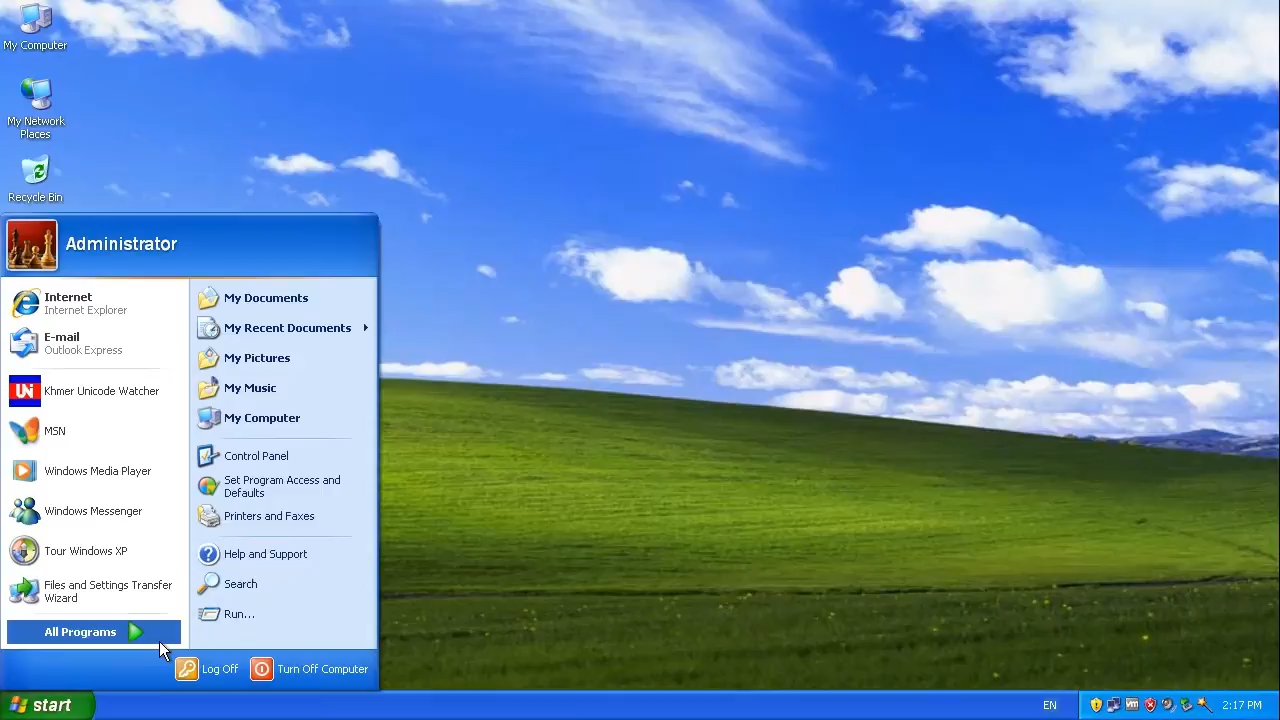 My Computer
My Network
Places
Recycle Bin
Administrator
Internet
Internet Explorer
E-mail
Outlook Express
Khmer Unicode Watcher
MSN
Windows Media Player
Windows Messenger
Tour Windows XP
Files and Settings Transfer
Wizard
All Programs
My Documents
My Recent Documents
My Pictures
My Music
My Computer
Control Panel
Set Program Access and
Defaults
Printers and Faxes
Help and Support
Search
Run...
Log Off
Turn Off Computer
start
EN
2:17 PM